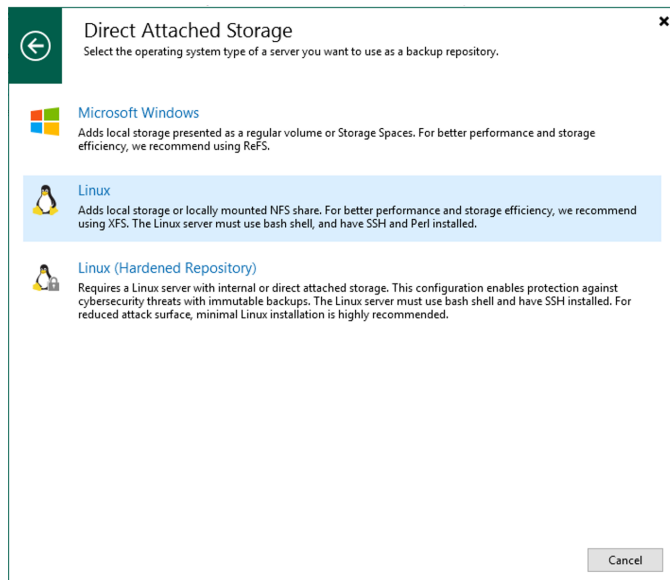 Direct Attached Storage
Select the operating system type of a server you want to use as a backup repository.
Microsoft Windows
Adds local storage presented as a regular volume or Storage Spaces. For better performance and storage
efficiency, we recommend using ReFS.
Linux
Adds local storage or locally mounted NFS share. For better performance and storage efficiency, we recommend
using XFS. The Linux server must use bash shell, and have SSH and Perl installed.
Linux (Hardened Repository)
Requires a Linux server with internal or direct attached storage. This configuration enables protection against
cybersecurity threats with immutable backups. The Linux server must use bash shell and have SSH installed. For
reduced attack surface, minimal Linux installation is highly recommended.
Cancel